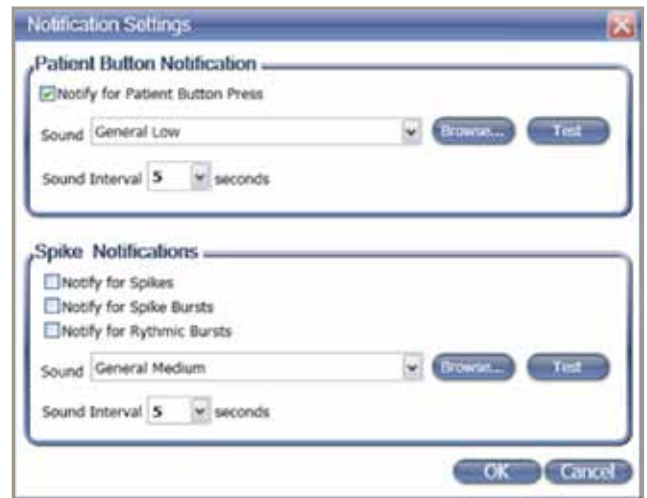 Notification Settings
Patient Button Notification
Notify for Patient Button Press
Sound General Low Browse... Test
Sound Interval 5 seconds
Spike Notifications
Notify for Spikes
Notify for Spike Bursts
Notify for Rythmic Bursts
Sound General Medium Browse... Test
Sound Interval 5 seconds
OK Cancel